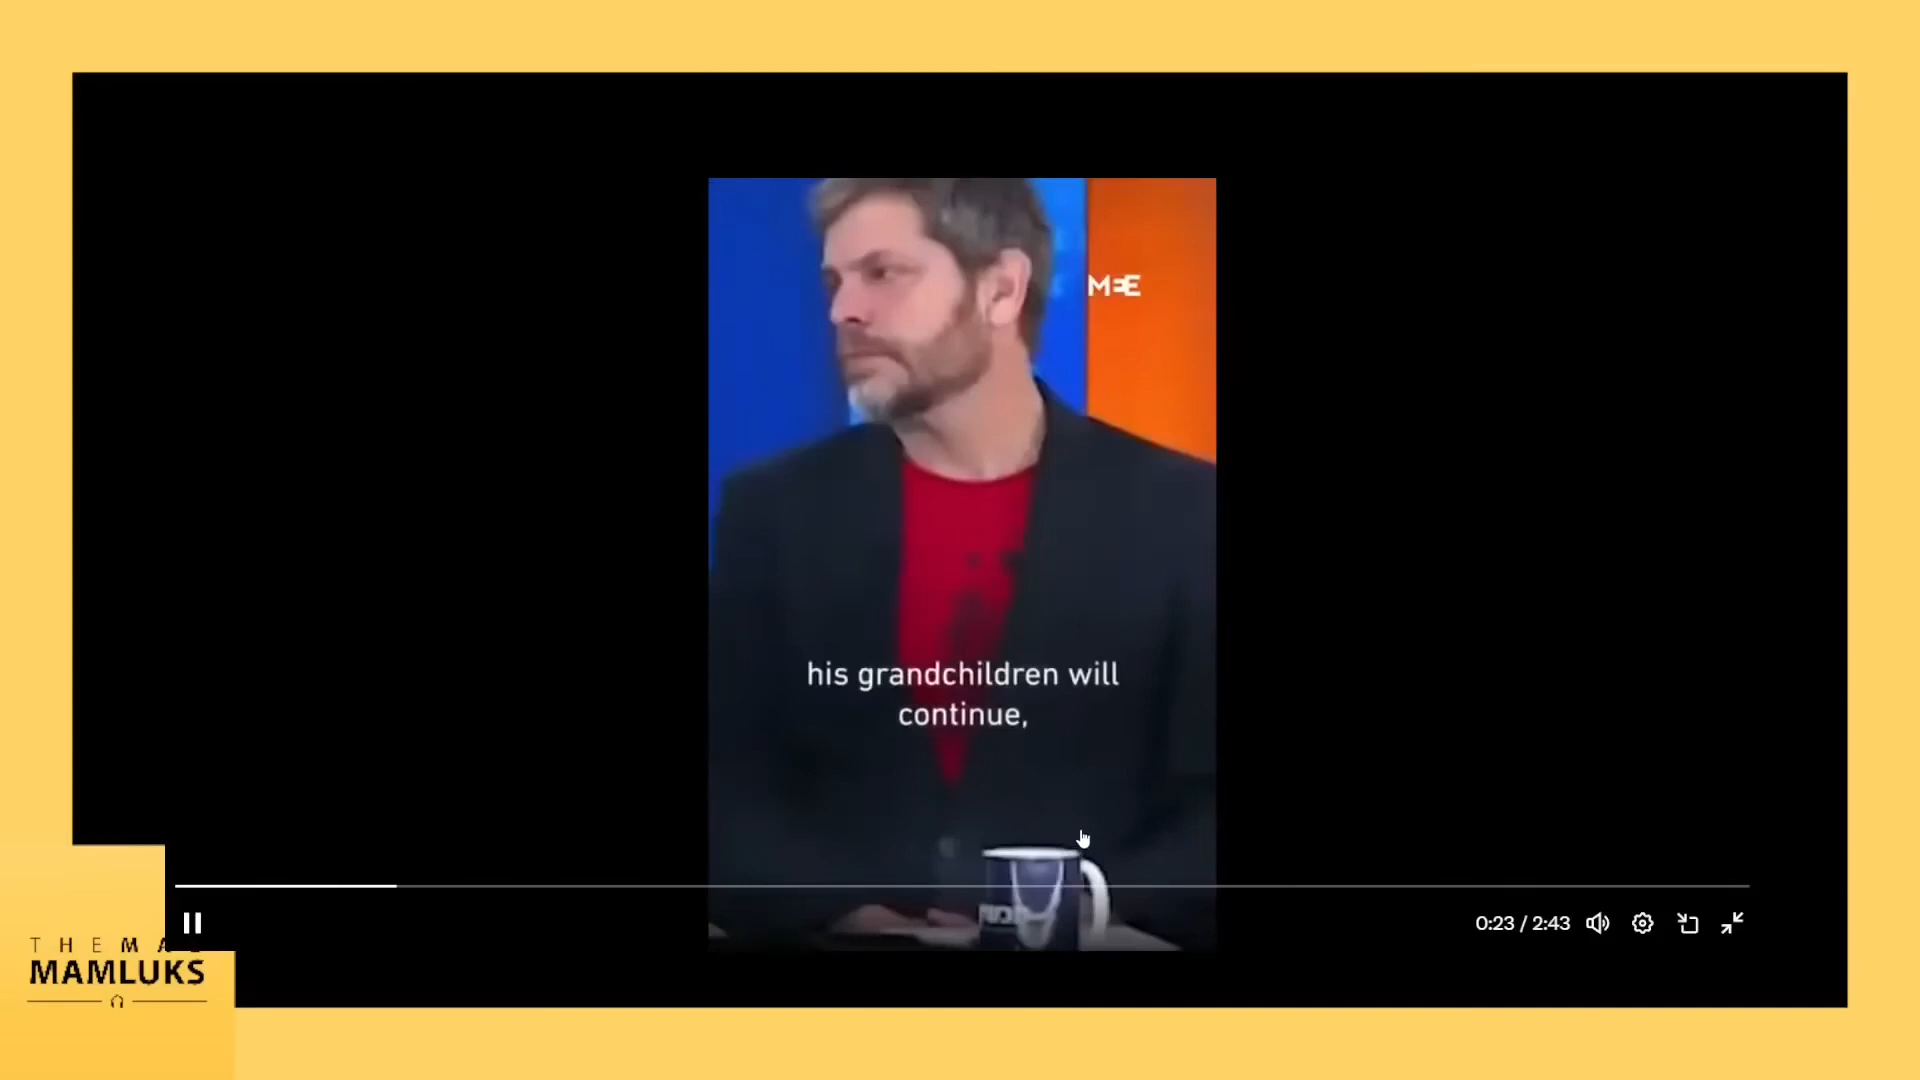 MEE
his grandchildren will
continue,
0:23 / 2:43
THE MA
MAMLUKS